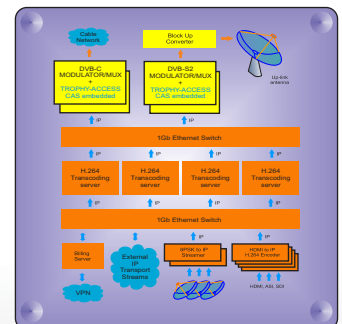 Cable
Network
Block Up
Converter
DVB-C
MODULATOR/MUX
+
TROPHY-ACCESS
CAS embedded
DVB-S2
MODULATOR/MUX
+
TROPHY-ACCESS
CAS embedded
Up-link
antenna
IP
IP
1Gb Ethernet Switch
IP
IP
IP
IP
H.264
Transcoding
server
H.264
Transcoding
server
H.264
Transcoding
server
H.264
Transcoding
server
IP
IP
IP
IP
1Gb Ethernet Switch
IP
IP
Billing
Server
External
IP
Transport
Streams
8PSK to IP
Streamer
HDMI to IP
H.264 Encoder
VPN
HDMI, ASI, SDI